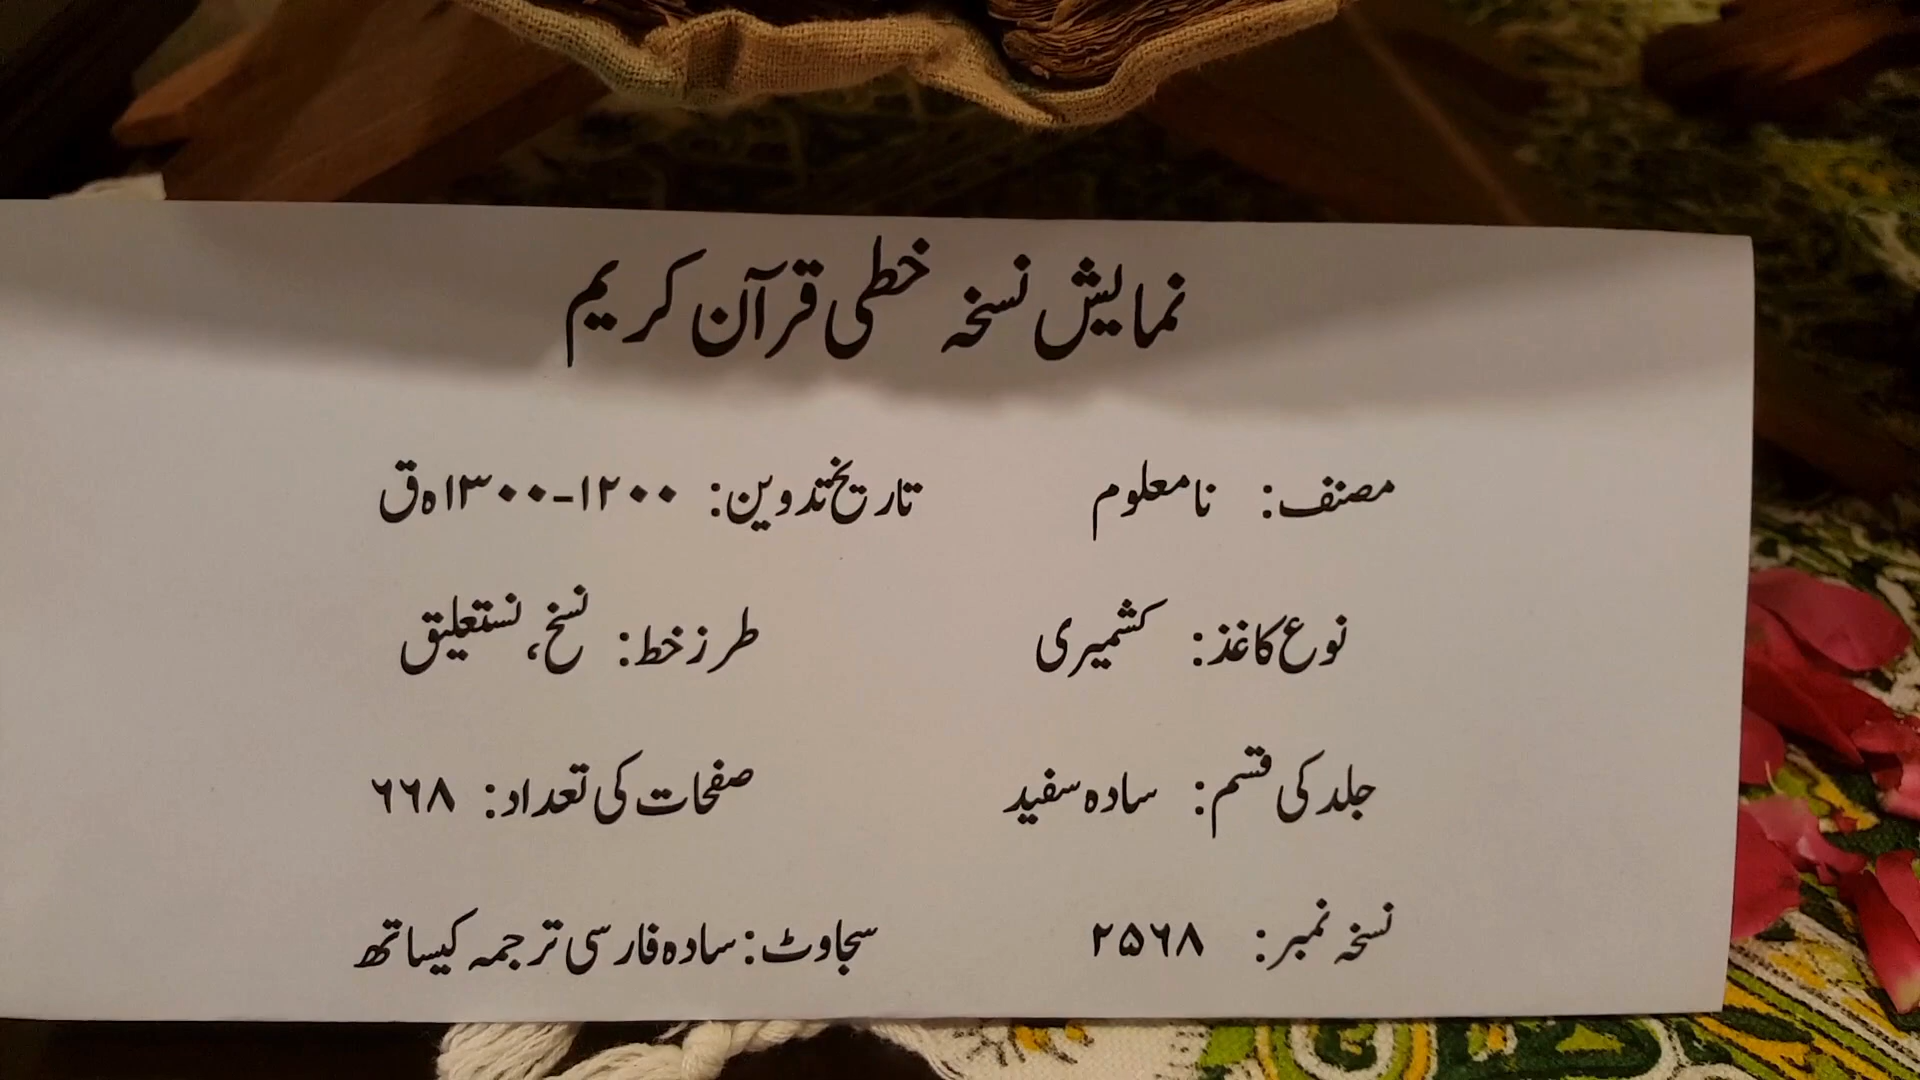 نمایش نسخہ خطی قرآن کریم
مصنف: نامعلوم تاریخ تدوین: ۱۲۰۰-۱۳۰۰ہ ق
نوع کاغذ: کشمیری طرز خط: نسخ، نستعلیق
جلد کی قسم: سادہ سفید صفحات کی تعداد: ۶۶۸
نسخہ نمبر: ۲۵۶۸ سجاوٹ: سادہ فارسی ترجمہ کیساتھ